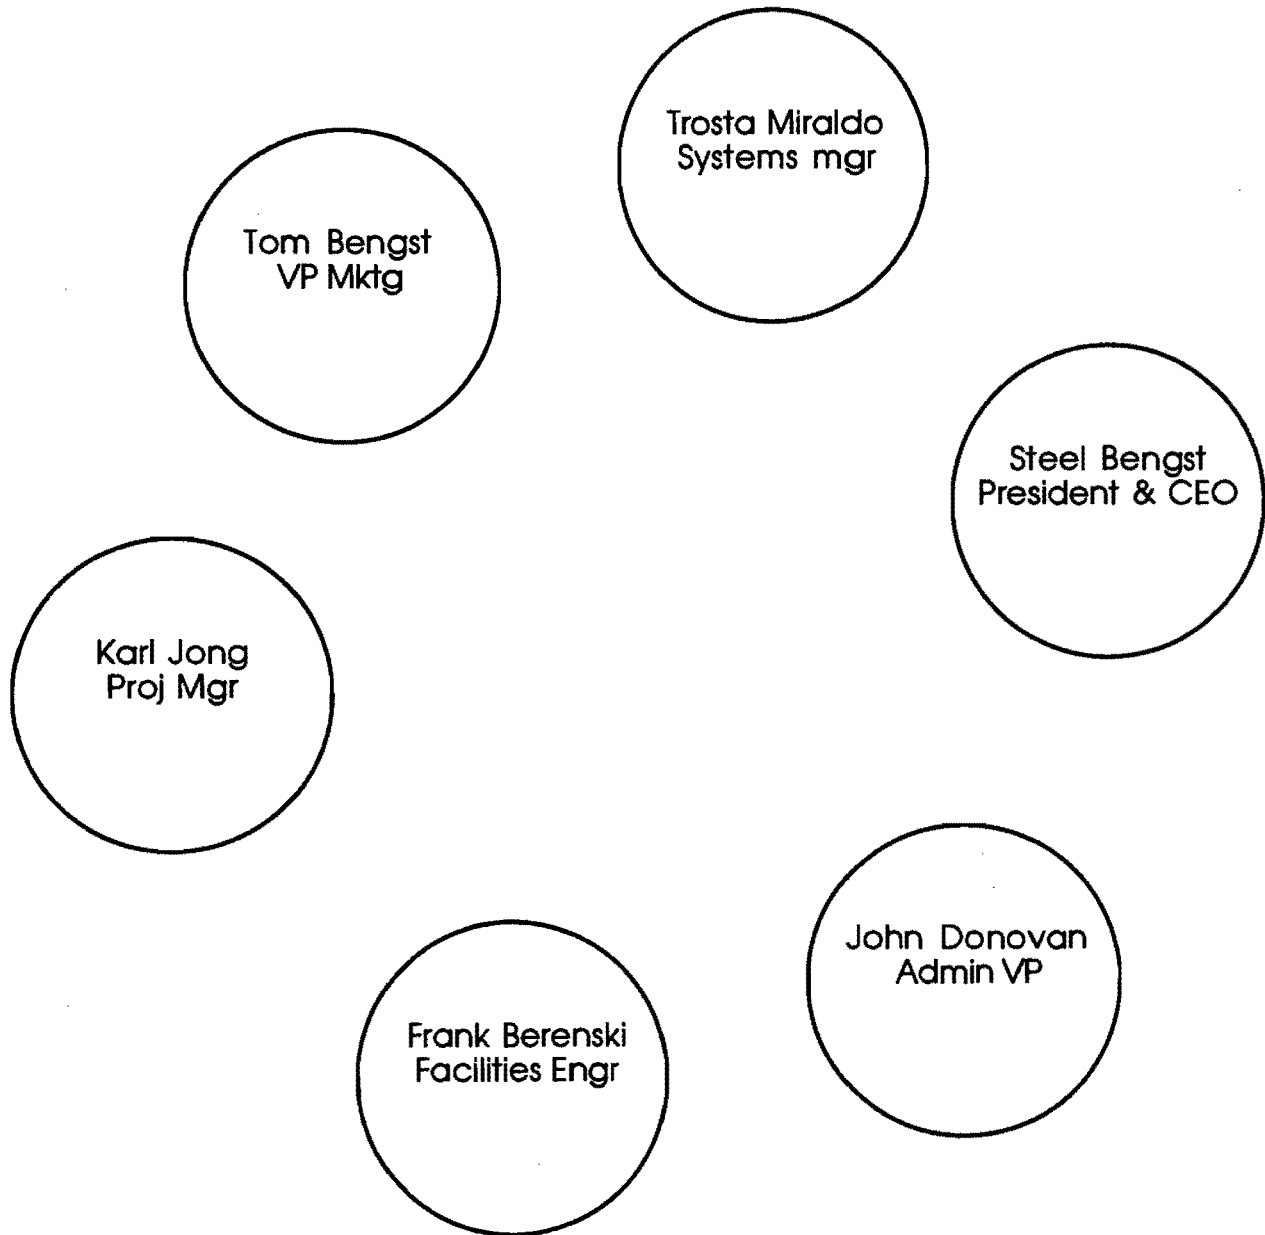 Trosta Miraldo
Systems mgr
Tom Bengst
VP Mktg
Steel Bengst
President & CEO
Karl Jong
Proj Mgr
John Donovan
Admin VP
Frank Berenski
Facilities Engr